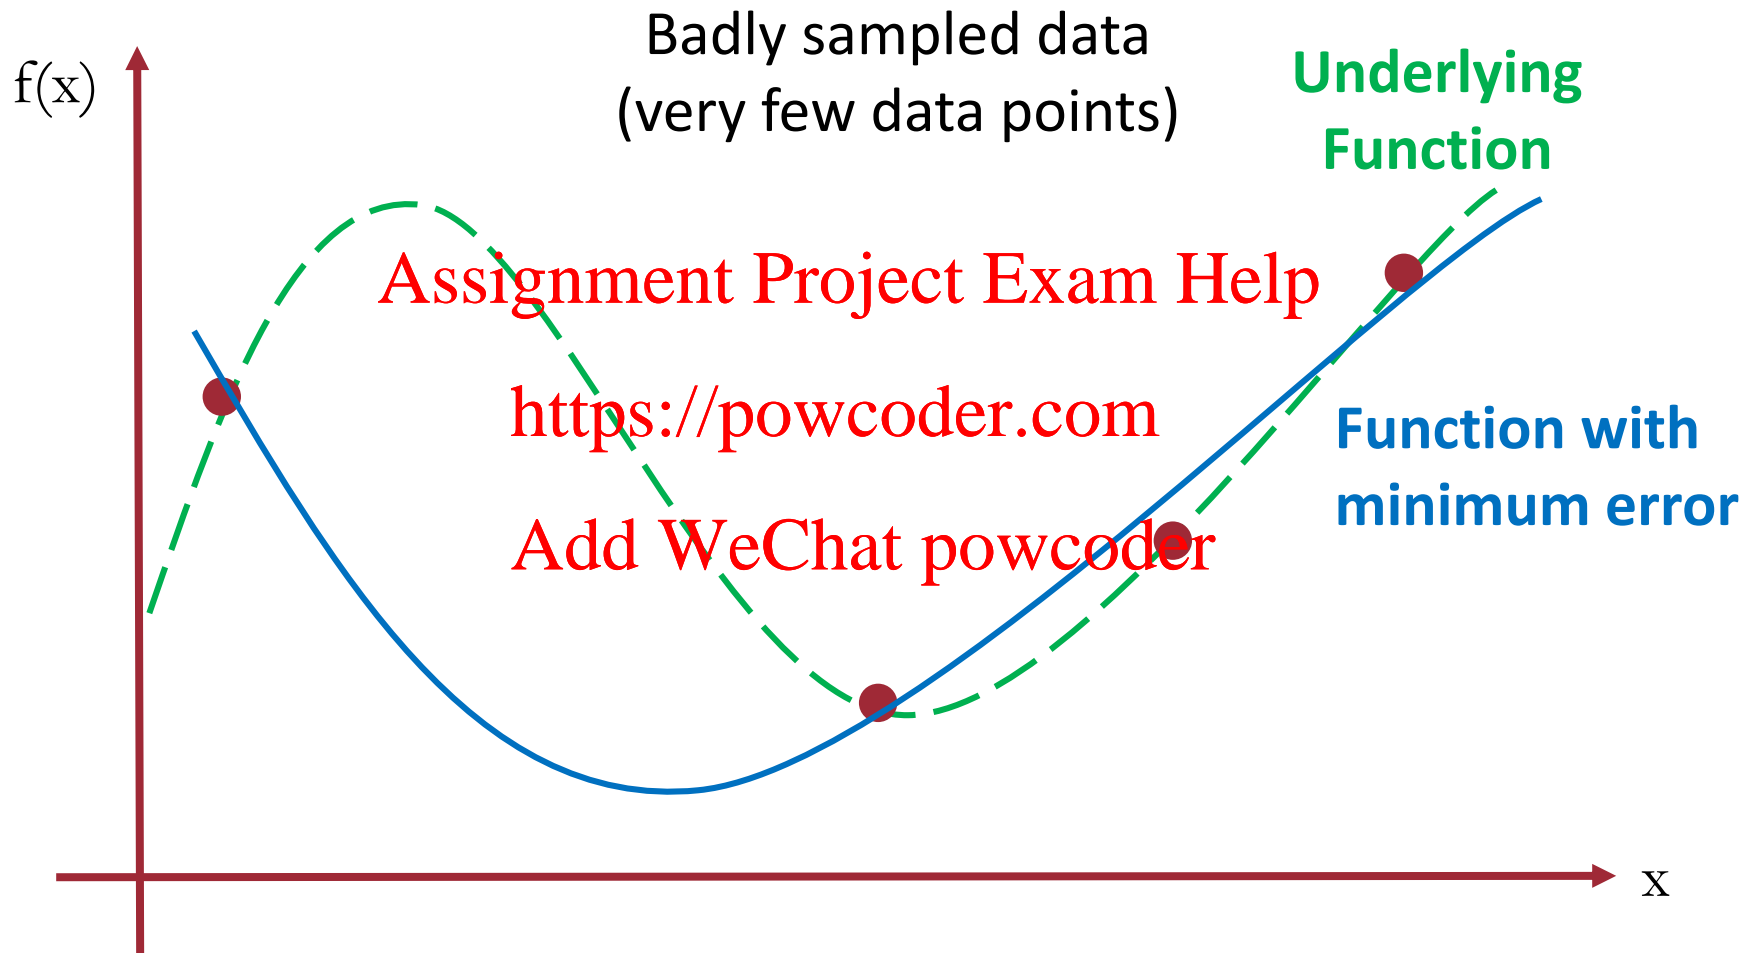 Badly sampled data
(very few data points)
Underlying
Function
f(x)
Assignment Project Exam Help
https://powcoder.com
Function with
minimum error
Add WeChat powcoder
x